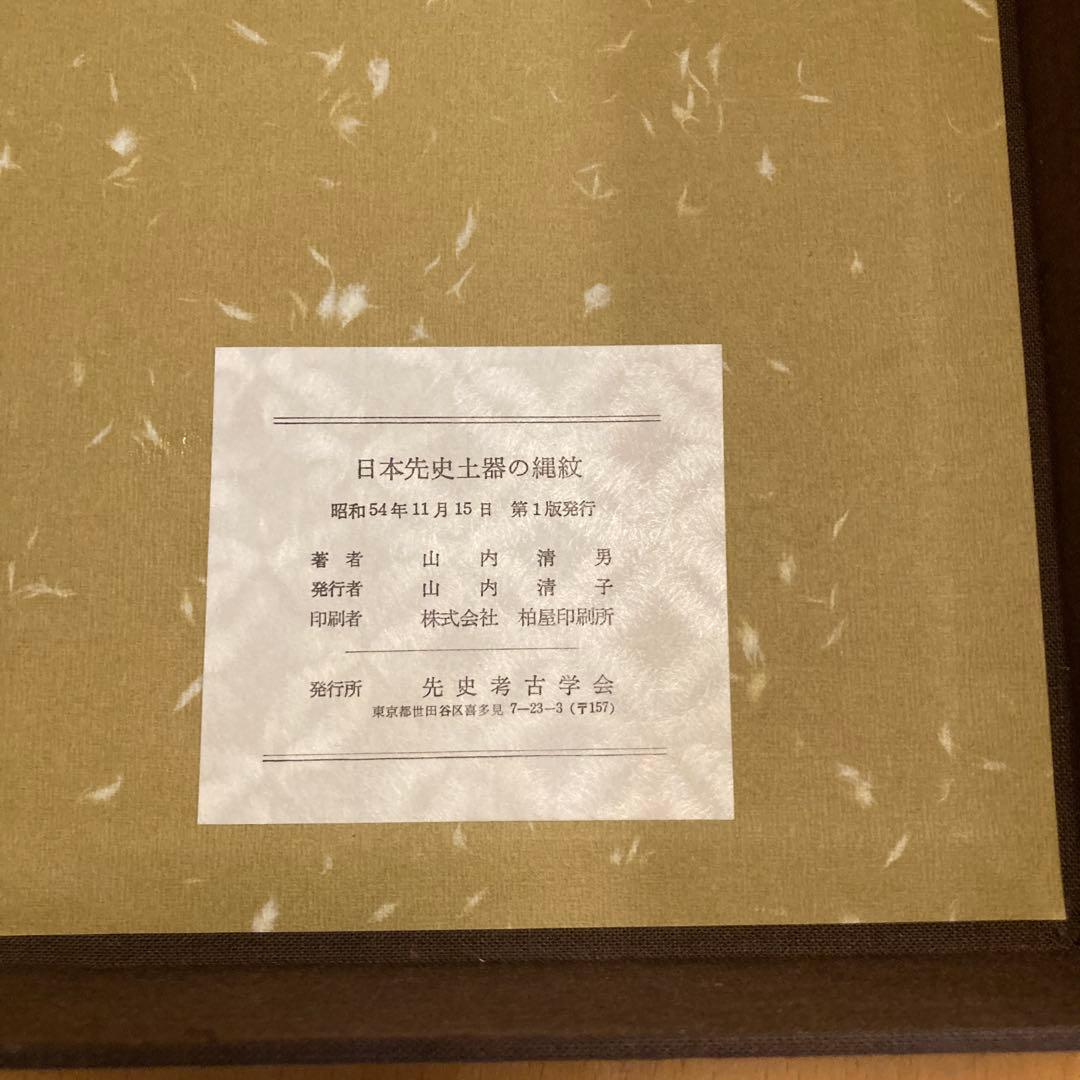 日本先史土器の縄紋
昭和54年11月15日 第1版発行
著者 山内清男
発行者 山内清子
印刷者 株式会社 柏屋印刷所
発行所 先史考古学会
東京都世田谷区喜多見 7—23—3（〒157）